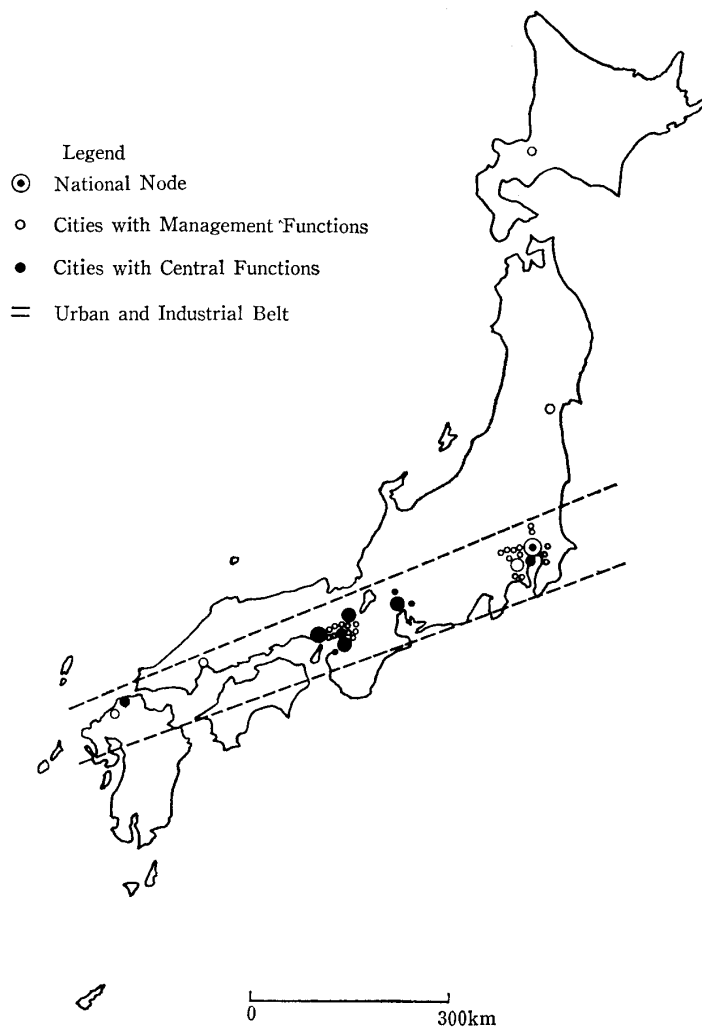 Legend
National Node
Cities with Management Functions
Cities with Central Functions
Urban and Industrial Belt
0 300km